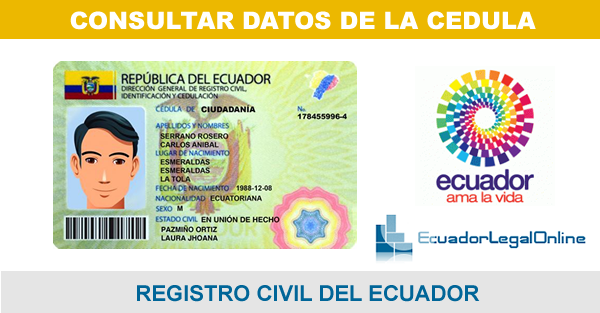 CONSULTAR DATOS DE LA CEDULA
REPÚBLICA DEL ECUADOR
DIRECCIÓN GENERAL DE REGISTRO CIVIL,
IDENTIFICACIÓN Y CEDULACIÓN
CÉDULA DE CIUDADANÍA
No.
178455996-4
APELLIDOS Y NOMBRES
SERRANO ROSERO
CARLOS ANIBAL
LUGAR DE NACIMIENTO
ESMERALDAS
ESMERALDAS
LA TOLA
FECHA DE NACIMIENTO 1988-12-08
NACIONALIDAD ECUATORIANA
SEXO M
ESTADO CIVIL EN UNIÓN DE HECHO
PAZMIÑO ORTIZ
LAURA JHOANA
ecuador
ama la vida
EcuadorLegalOnline
REGISTRO CIVIL DEL ECUADOR